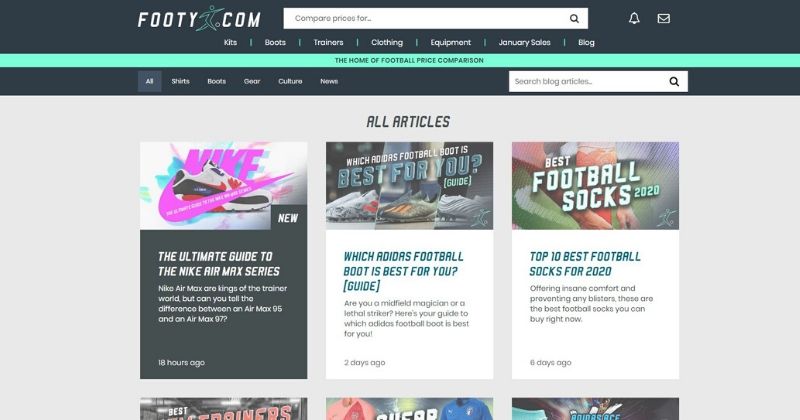 FOOTY.COM
Compare prices for...
Kits
Boots
Trainers
Clothing
Equipment
January Sales
Blog
THE HOME OF FOOTBALL PRICE COMPARISON
All
Shirts
Boots
Gear
Culture
News
Search blog articles...
ALL ARTICLES
NIKE
THE ULTIMATE GUIDE TO THE NIKE AIR MAX SERIES
NEW
THE ULTIMATE GUIDE TO
THE NIKE AIR MAX SERIES
Nike Air Max are kings of the trainer
world, but can you tell the
difference between an Air Max 95
and an Air Max 97?
18 hours ago
WHICH ADIDAS FOOTBALL BOOT IS
BEST FOR YOU?
[GUIDE]
WHICH ADIDAS FOOTBALL
BOOT IS BEST FOR YOU?
[GUIDE]
Are you a midfield magician or a
lethal striker? Here's your guide to
which adidas football boot is best
for you!
2 days ago
BEST
FOOTBALL
SOCKS 2020
TOP 10 BEST FOOTBALL
SOCKS FOR 2020
Offering insane comfort and
preventing any blisters, these are
the best football socks you can
buy right now.
6 days ago
BEST
TRAINERS
CHEAP
ADIDAS ACE